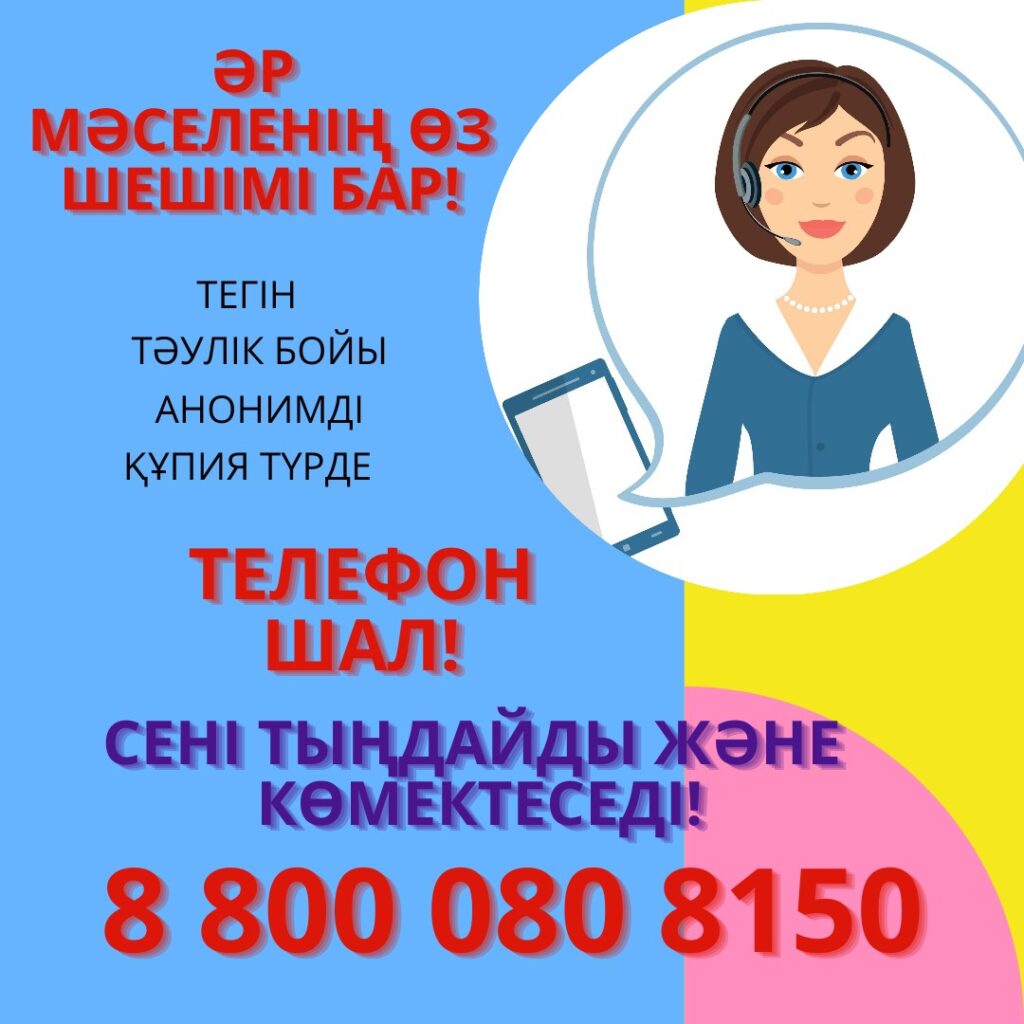 ӘР
МӘСЕЛЕНІҢ ӨЗ
ШЕШІМІ БАР!
ТЕГІН
ТӘУЛІК БОЙЫ
АНОНИМДІ
ҚҰПИЯ ТҮРДЕ
ТЕЛЕФОН
ШАЛ!
СЕНІ ТЫҢДАЙДЫ ЖӘНЕ
КӨМЕКТЕСЕДІ!
8 800 080 8150